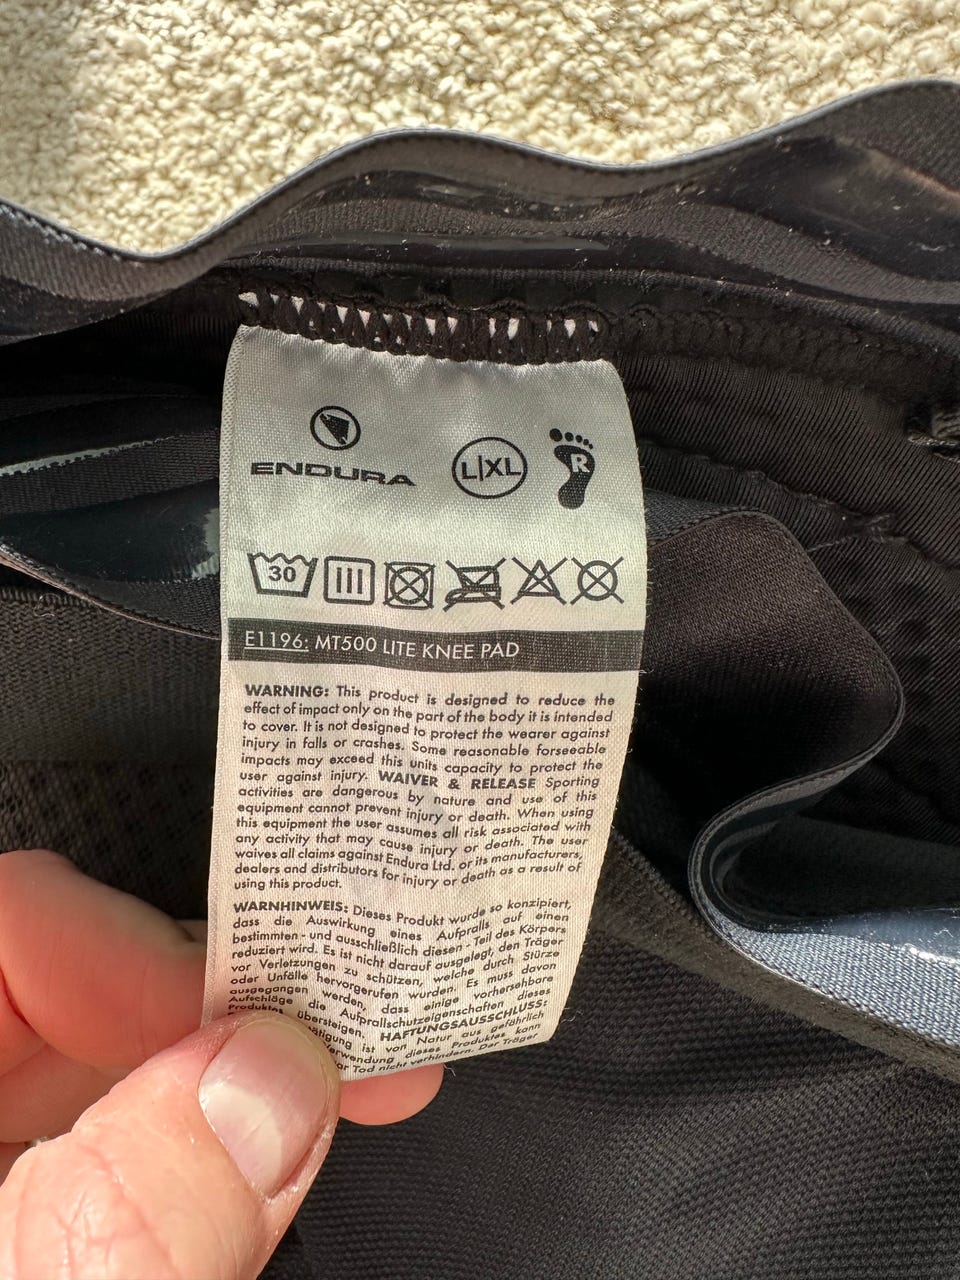 ENDURA
L|XL
R
30
E1196: MT500 LITE KNEE PAD
WARNING: This product is designed to reduce the
effect of impact only on the part of the body it is intended
to cover. It is not designed to protect the wearer against
injury in falls or crashes. Some reasonable forseeable
impacts may exceed this units capacity to protect the
user against injury. WAIVER & RELEASE Sporting
activities are dangerous by nature and use of this
equipment cannot prevent injury or death. When using
this equipment the user assumes all risk associated with
any activity that may cause injury or death. The user
waives all claims against Endura Ltd. or its manufacturers,
dealers and distributors for injury or death as a result of
using this product.
WARNHINWEIS: Dieses Produkt wurde so konzipiert,
dass die Auswirkung eines Aufpralls auf einen
bestimmten - und ausschließlich diesen - Teil des Körpers
reduziert wird. Es ist nicht darauf ausgelegt, den Träger
vor Verletzungen zu schützen, welche durch Stürze
oder Unfälle hervorgerufen wurden. Es muss davon
ausgegangen werden, dass einige vorhersehbare
Aufschläge die Aufprallschutzeigenschaften dieses
Produktes übersteigen. HAFTUNGSAUSSCHLUSS:
ist von Natur aus gefährlich
dieses Produktes kann
Tod nicht verhindern. Der Träger